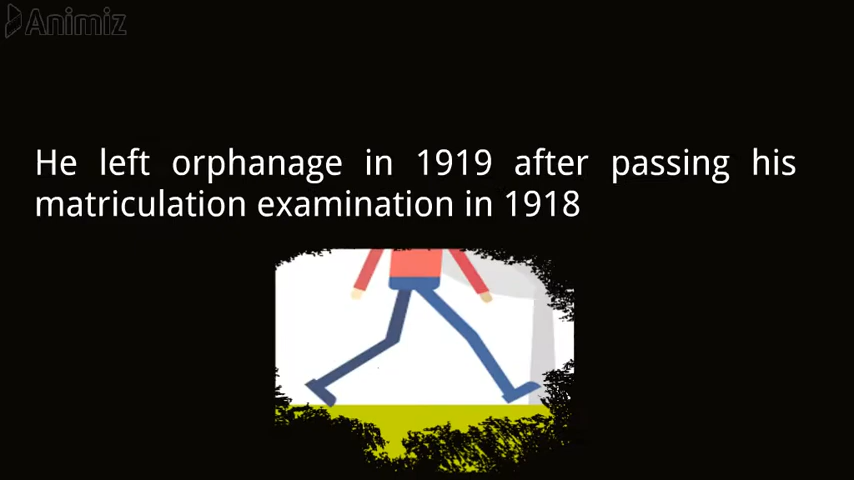 Animiz
He left orphanage in 1919 after passing his
matriculation examination in 1918